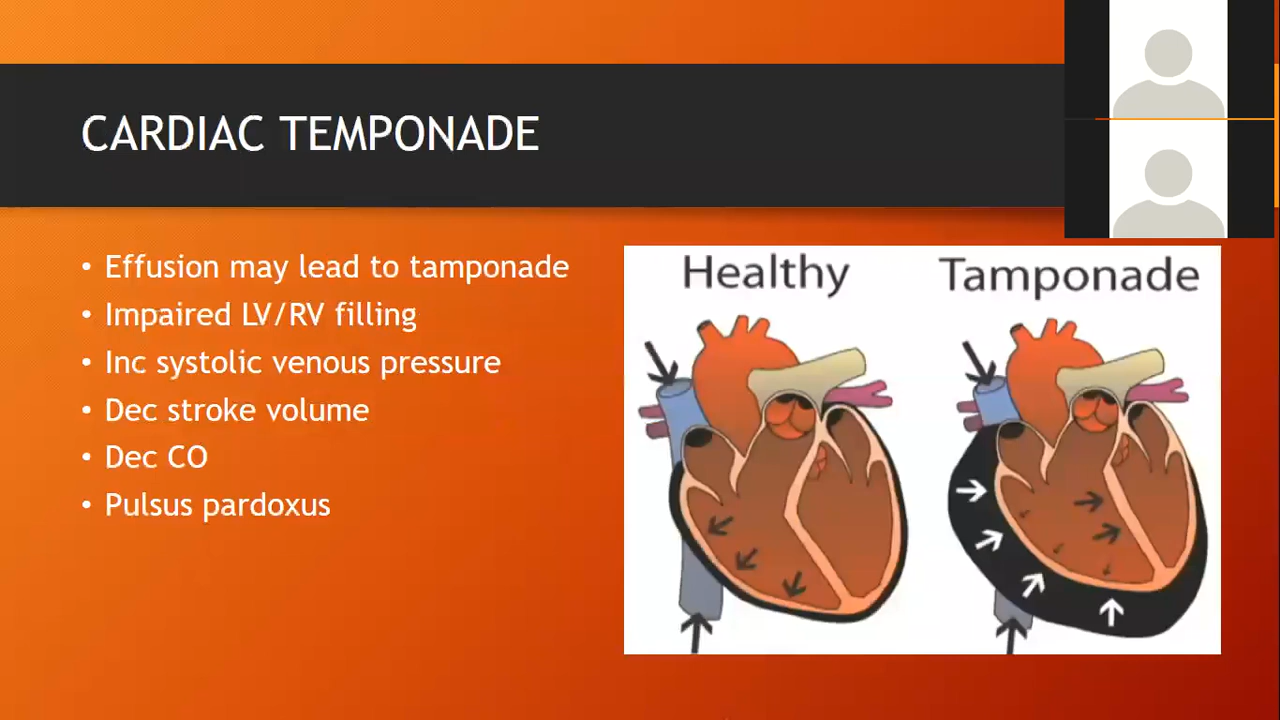 CARDIAC TEMPONADE
• Effusion may lead to tamponade
• Impaired LV/RV filling
• Inc systolic venous pressure
• Dec stroke volume
• Dec CO
• Pulsus pardoxus
Healthy
Tamponade